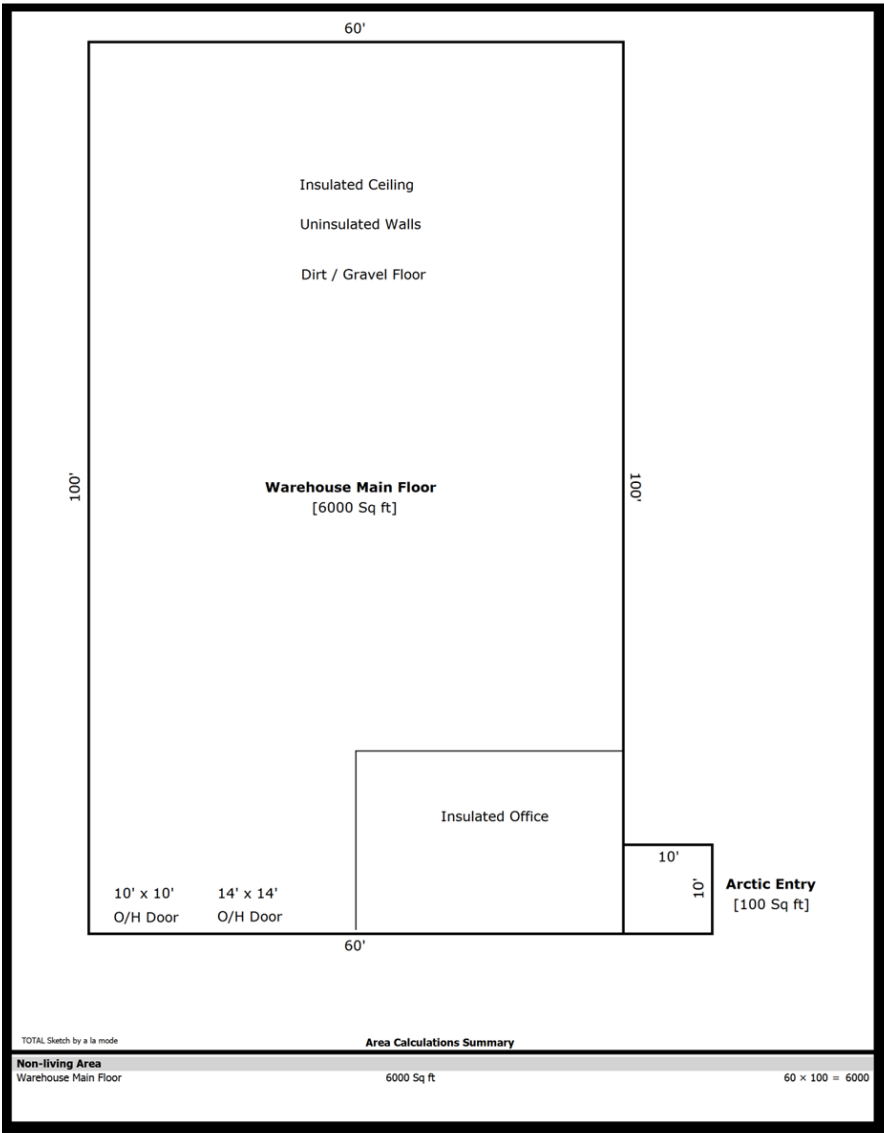 60'
Insulated Ceiling
Uninsulated Walls
Dirt / Gravel Floor
100'
Warehouse Main Floor
[6000 Sq ft]
100'
Insulated Office
10'
10'
Arctic Entry
[100 Sq ft]
10' x 10'
O/H Door
14' x 14'
O/H Door
60'
TOTAL Sketch by a la mode
Area Calculations Summary
Non-living Area
Warehouse Main Floor 6000 Sq ft 60 × 100 = 6000